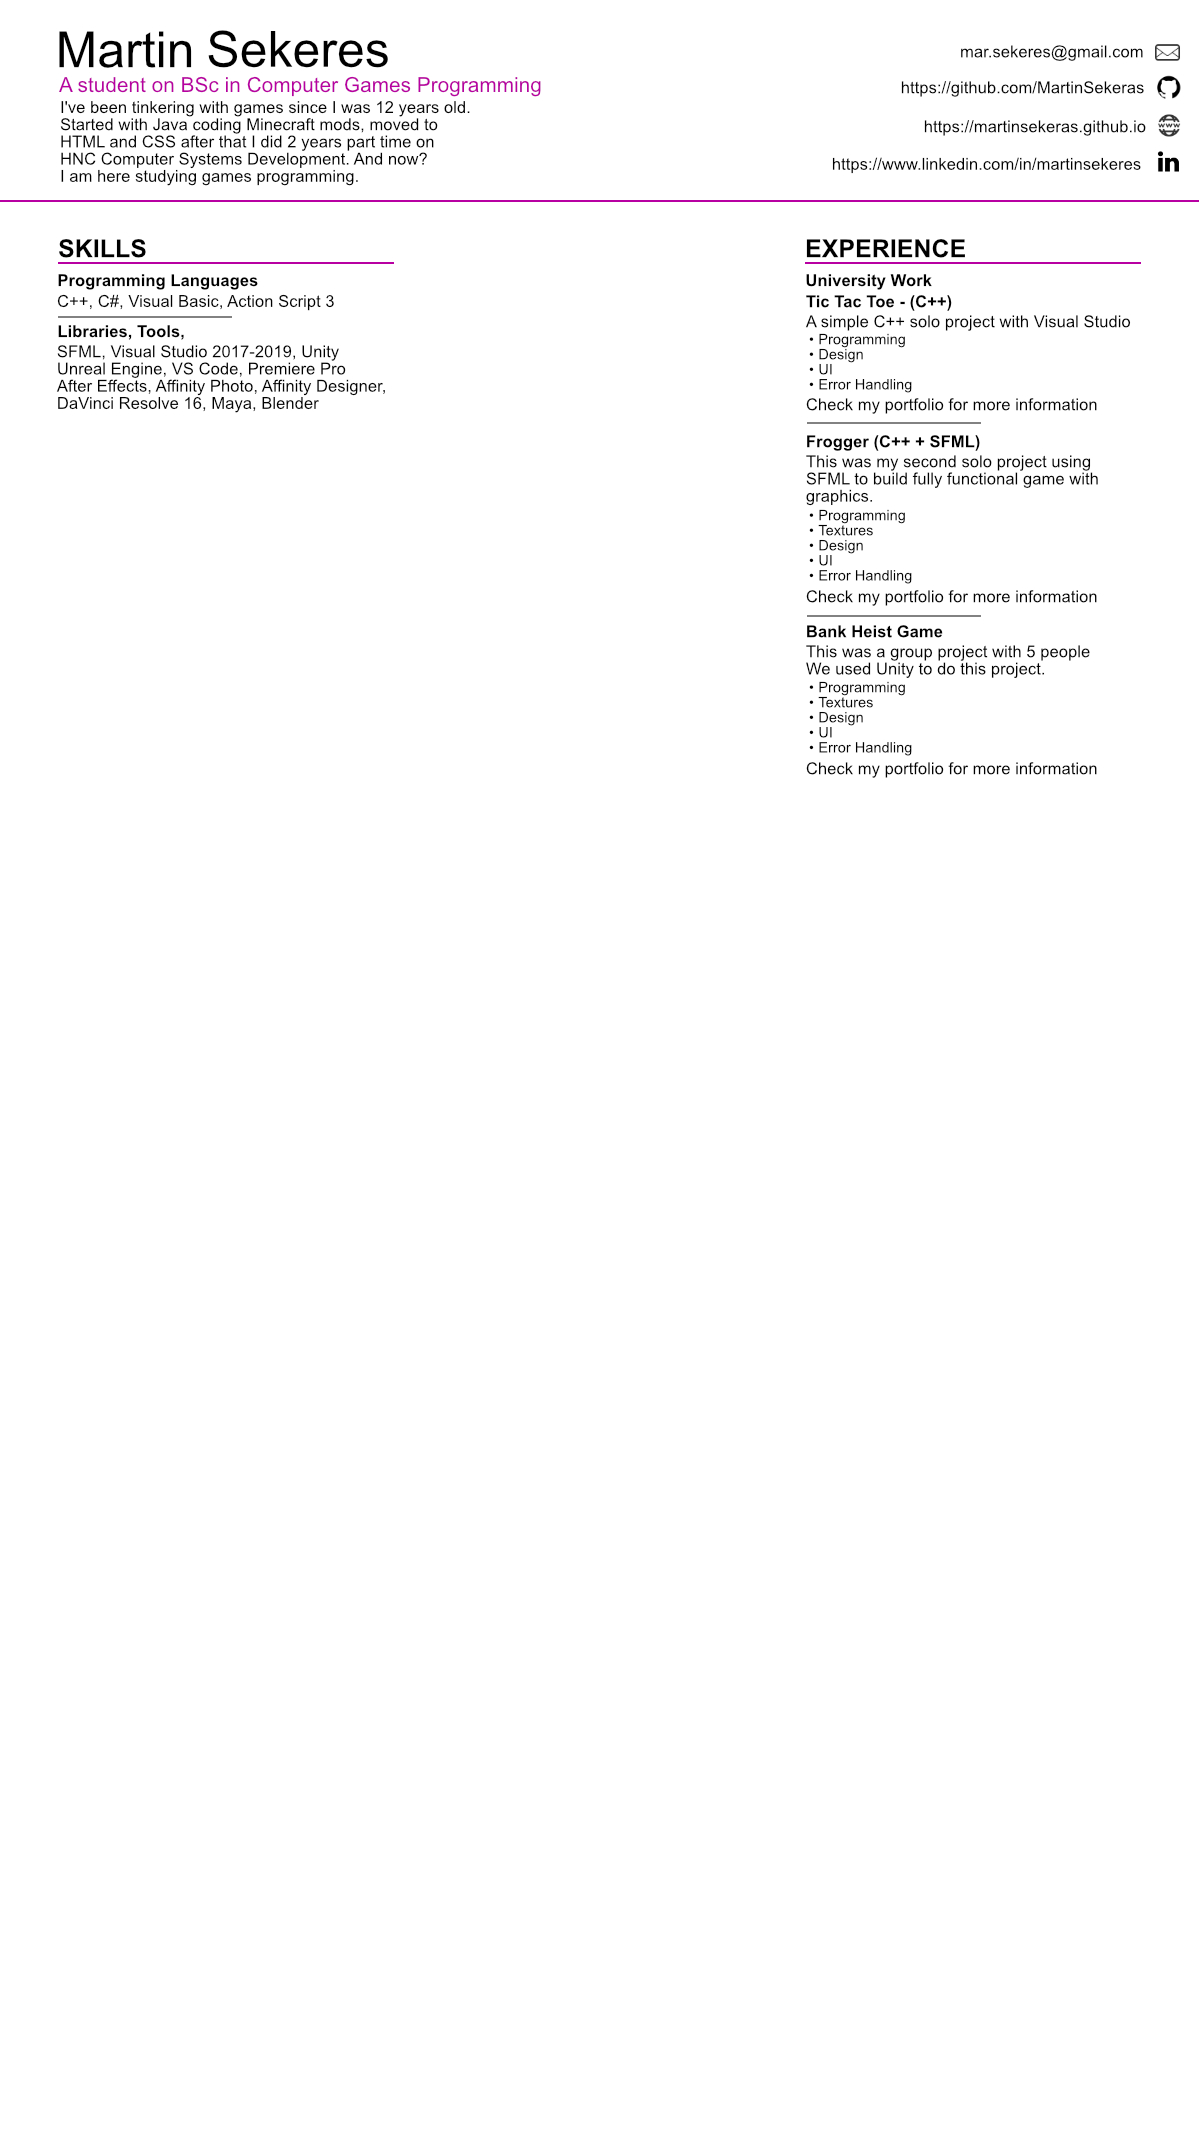 Martin Sekeres
A student on BSc in Computer Games Programming
I've been tinkering with games since I was 12 years old.
Started with Java coding Minecraft mods, moved to
HTML and CSS after that I did 2 years part time on
HNC Computer Systems Development. And now?
I am here studying games programming.
mar.sekeres@gmail.com
https://github.com/MartinSekeras
https://martinsekeras.github.io
WWW
https://www.linkedin.com/in/martinsekeres
in
SKILLS
Programming Languages
C++, C#, Visual Basic, Action Script 3
Libraries, Tools,
SFML, Visual Studio 2017-2019, Unity
Unreal Engine, VS Code, Premiere Pro
After Effects, Affinity Photo, Affinity Designer,
DaVinci Resolve 16, Maya, Blender
EXPERIENCE
University Work
Tic Tac Toe - (C++)
A simple C++ solo project with Visual Studio
• Programming
• Design
• UI
• Error Handling
Check my portfolio for more information
Frogger (C++ + SFML)
This was my second solo project using
SFML to build fully functional game with
graphics.
• Programming
• Textures
• Design
• UI
• Error Handling
Check my portfolio for more information
Bank Heist Game
This was a group project with 5 people
We used Unity to do this project.
• Programming
• Textures
• Design
• UI
• Error Handling
Check my portfolio for more information